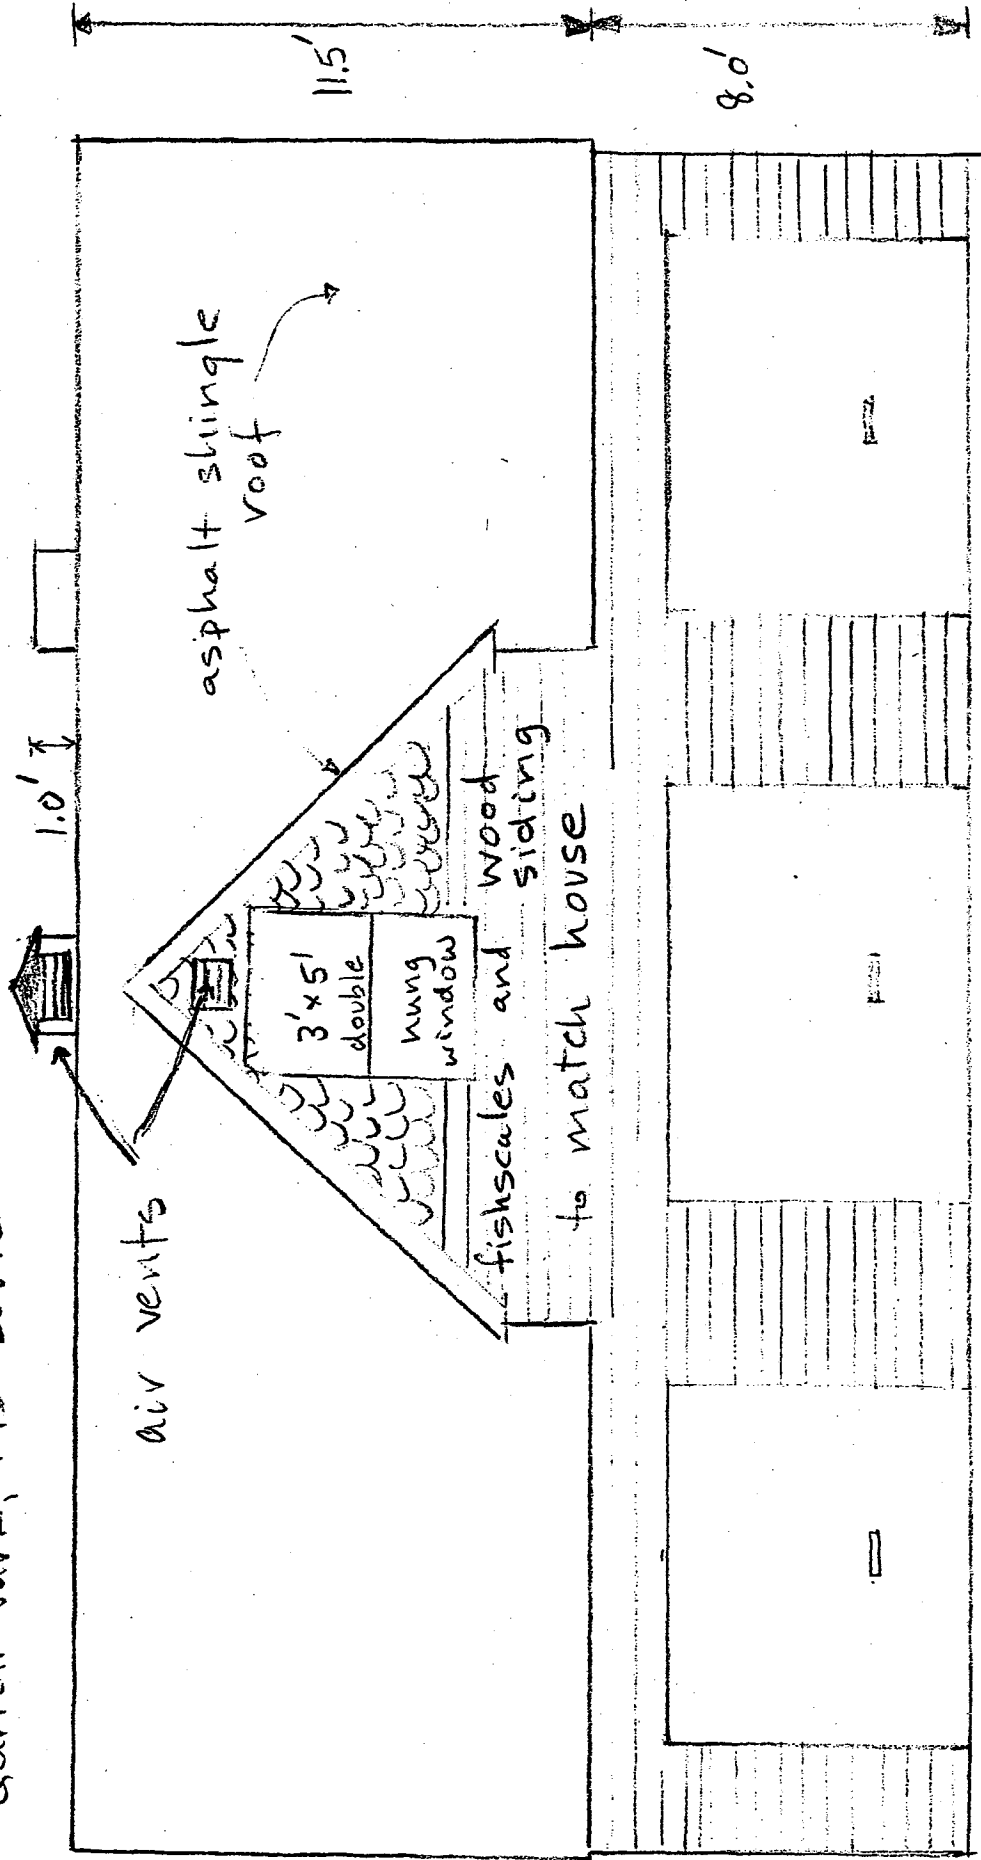 1.0'
11.5'
air vents
asphalt shingle
roof
3'x5'
double
hung
window
fishscales and wood
siding
to match house
8.0'